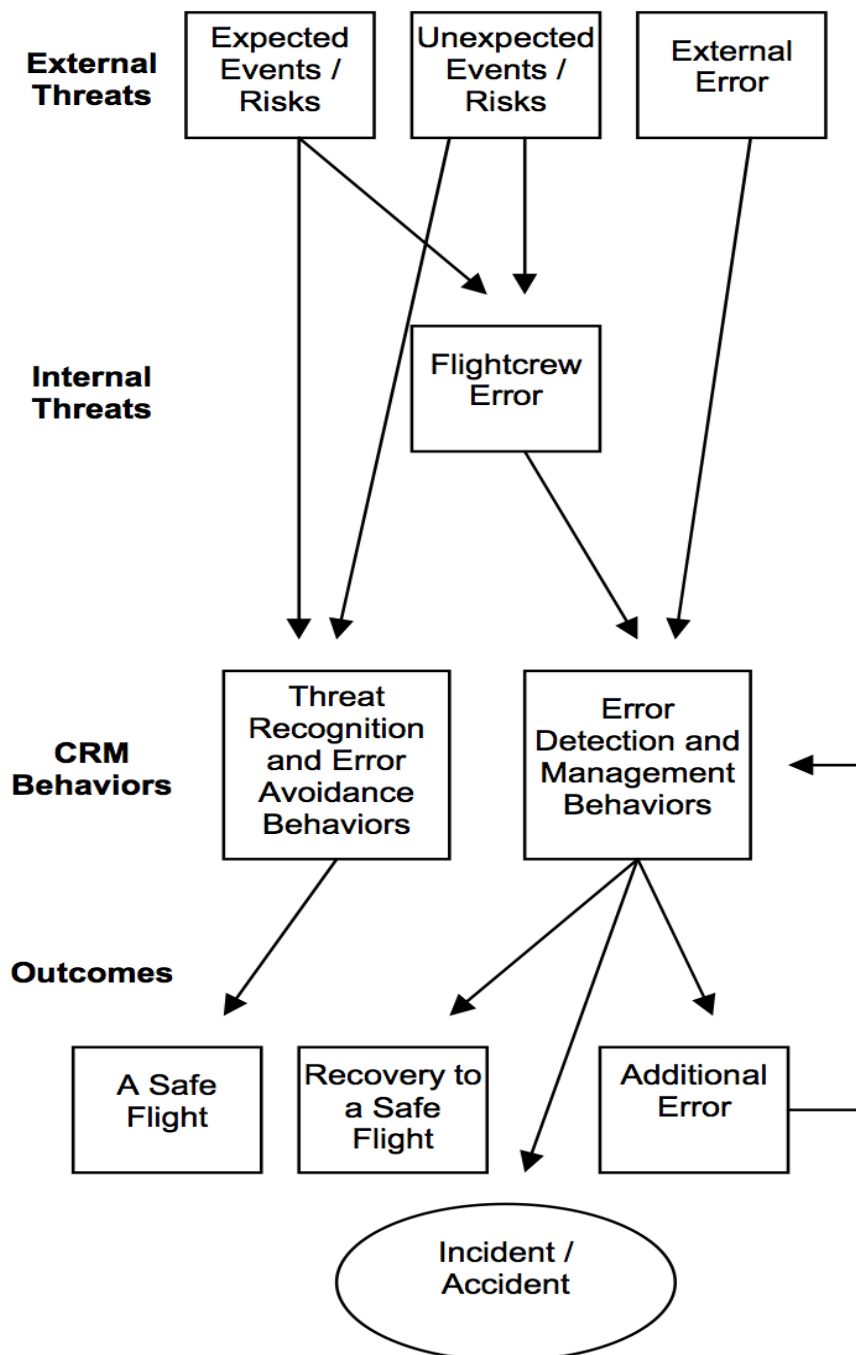 External
Threats
Expected
Events /
Risks
Unexpected
Events /
Risks
External
Error
Internal
Threats
Flightcrew
Error
CRM
Behaviors
Threat
Recognition
and Error
Avoidance
Behaviors
Error
Detection and
Management
Behaviors
Outcomes
A Safe
Flight
Recovery to
a Safe
Flight
Additional
Error
Incident /
Accident